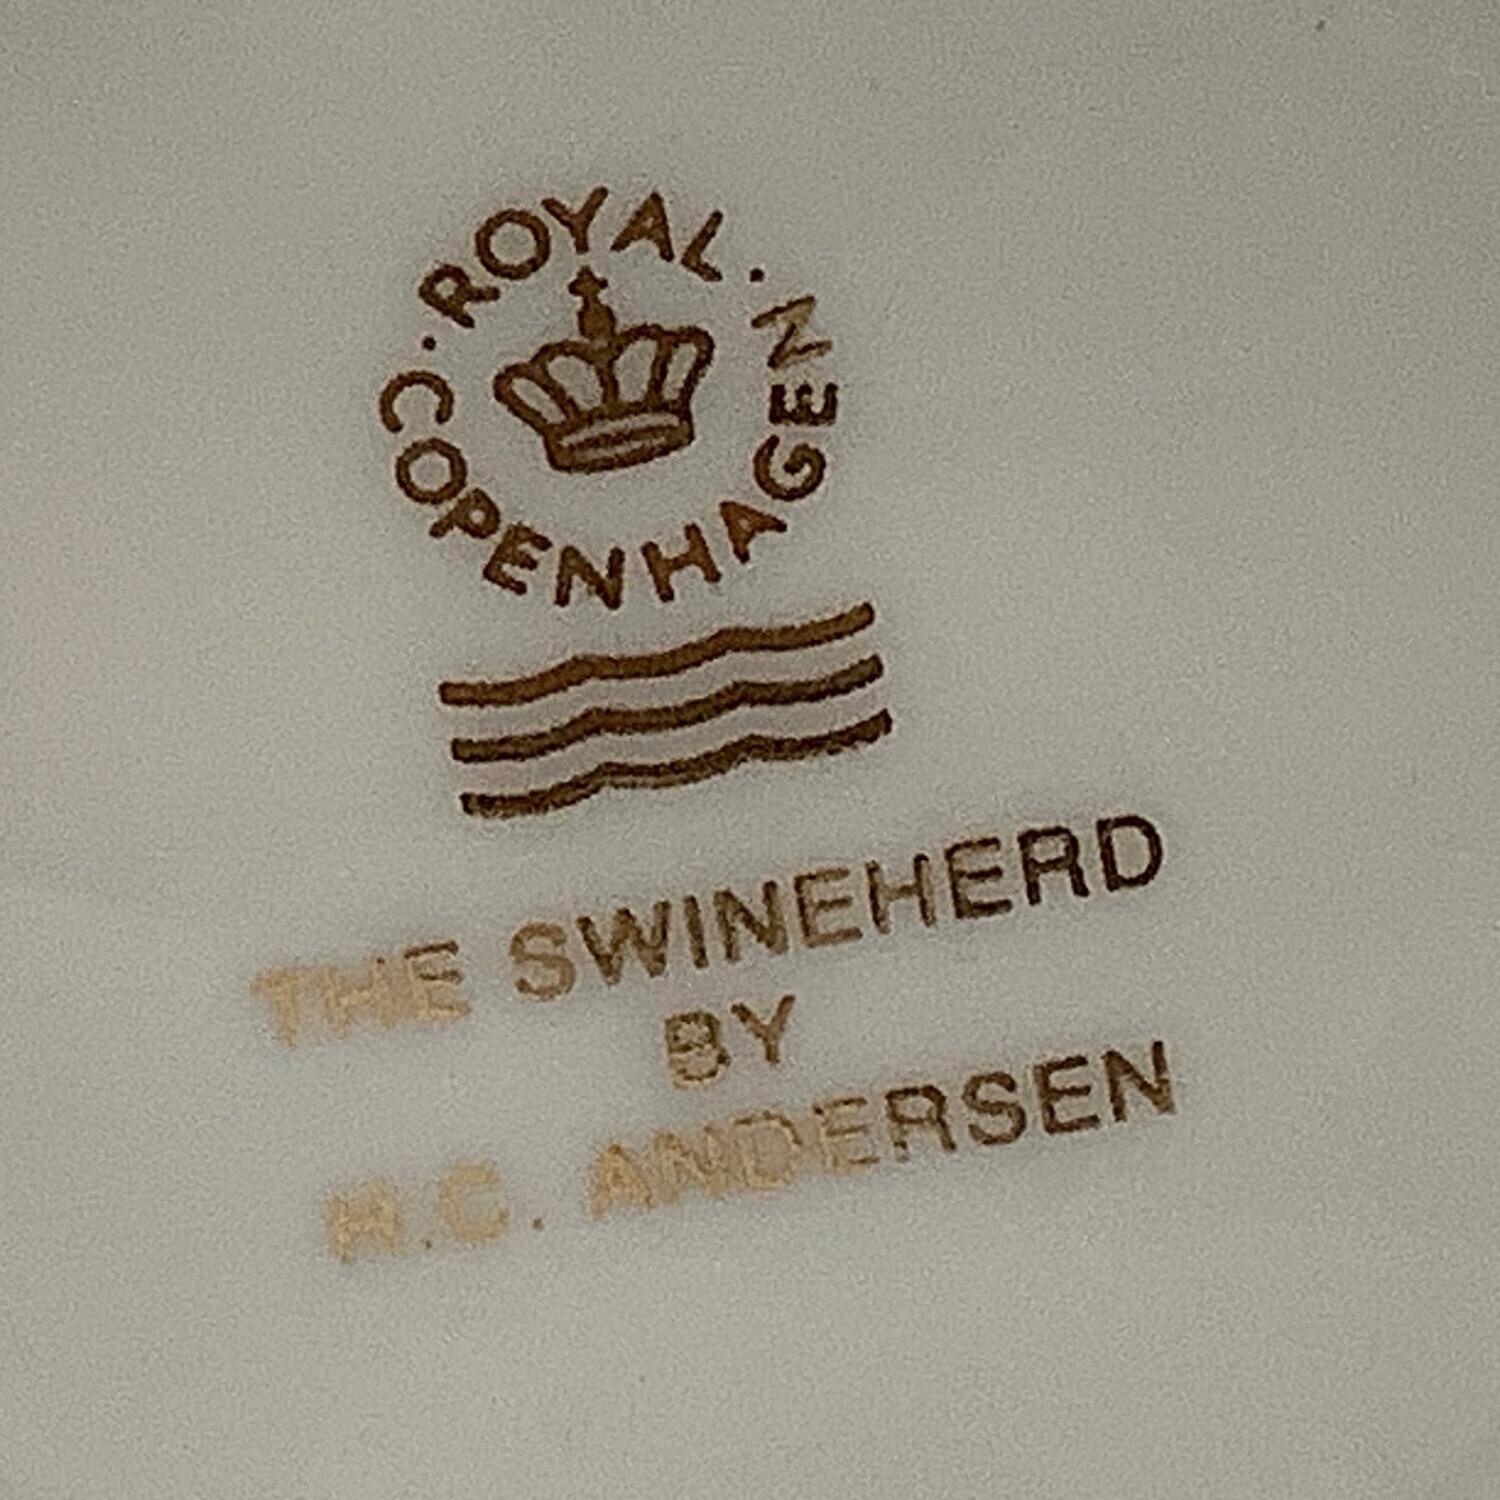 · ROYAL ·
COPENHAGEN
THE SWINEHERD
BY
H.C. ANDERSEN